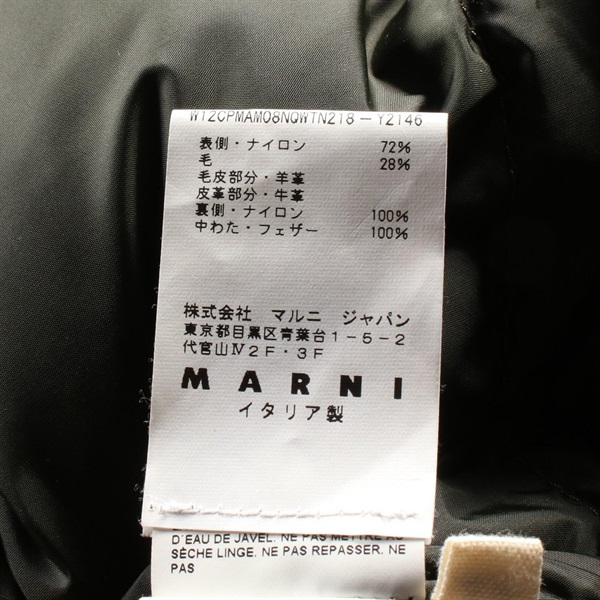 W12CPMAM08NQWTN218-Y2146
表側・ナイロン 72%
毛 28%
毛皮部分・羊革
皮革部分・牛革
裏側・ナイロン 100%
中わた・フェザー 100%
株式会社 マルニ ジャパン
東京都目黒区青葉台1-5-2
代官山Ⅳ2F・3F
MARNI
イタリア製
D'EAU DE JAVEL. NE PAS METTRE AU
SÈCHE LINGE. NE PAS REPASSER. NE
PAS